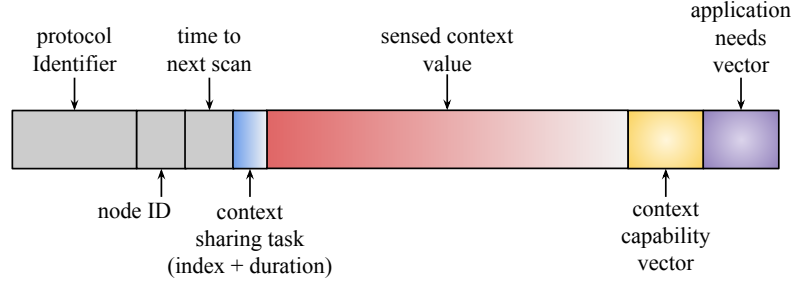 protocol
Identifier
time to
next scan
sensed context
value
application
needs
vector
node ID
context
sharing task
(index + duration)
context
capability
vector